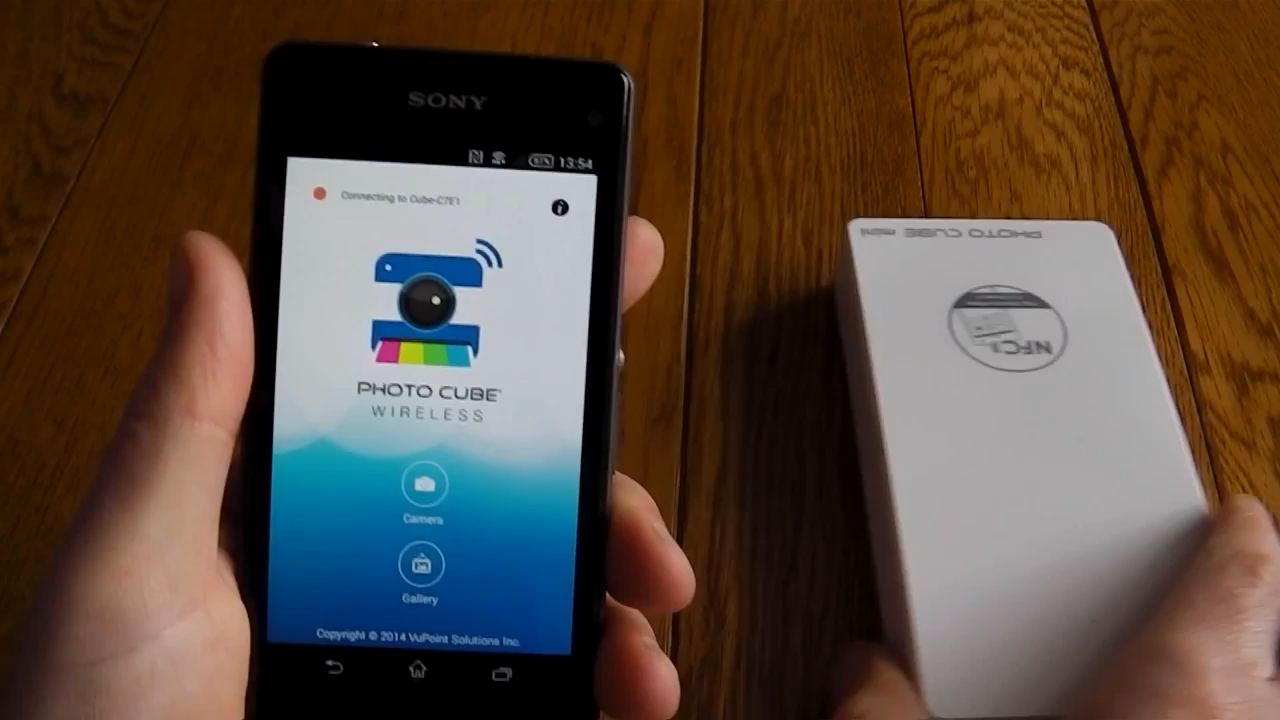 SONY
13:54
Connecting to Cube-C7E1
PHOTO CUBE
WIRELESS
Camera
Gallery
Copyright © 2014 VuPoint Solutions Inc.
PHOTO CUBE mini
NFC